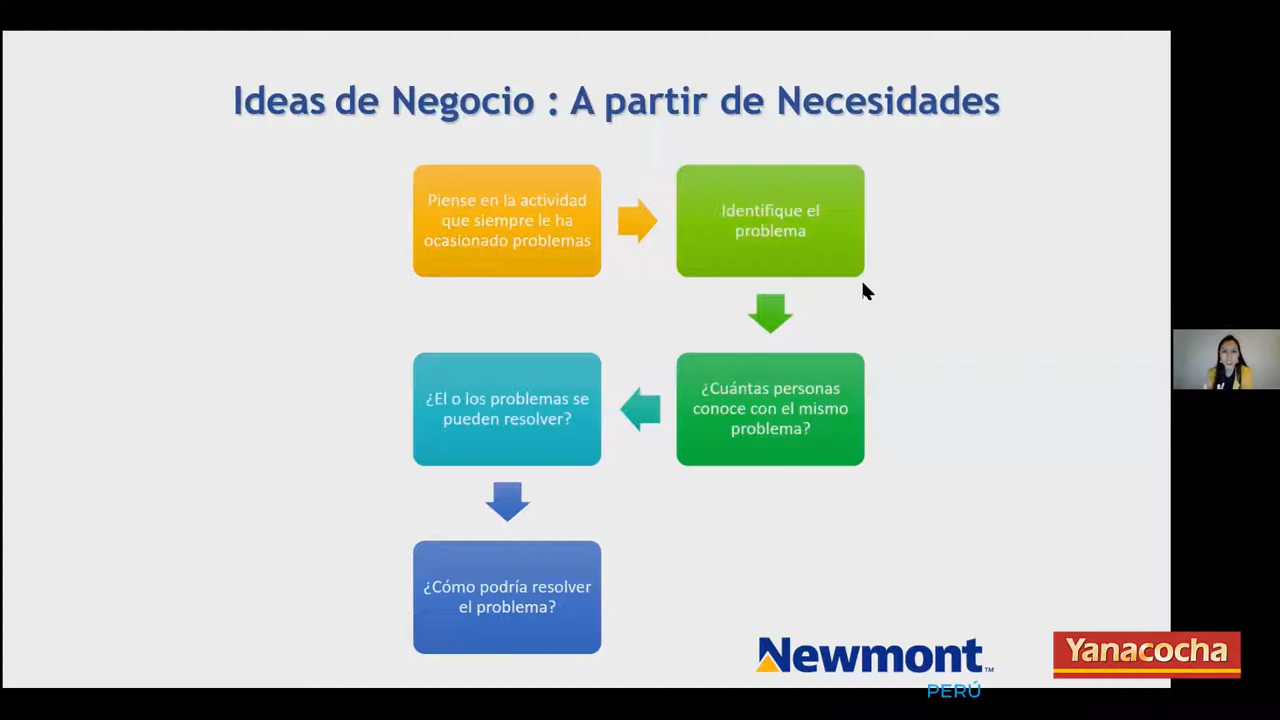 Ideas de Negocio : A partir de Necesidades
Piense en la actividad
que siempre le ha
ocasionado problemas
Identifique el
problema
¿Cuántas personas
conoce con el mismo
problema?
¿El o los problemas se
pueden resolver?
¿Cómo podría resolver
el problema?
Newmont™
PERÚ
Yanacocha